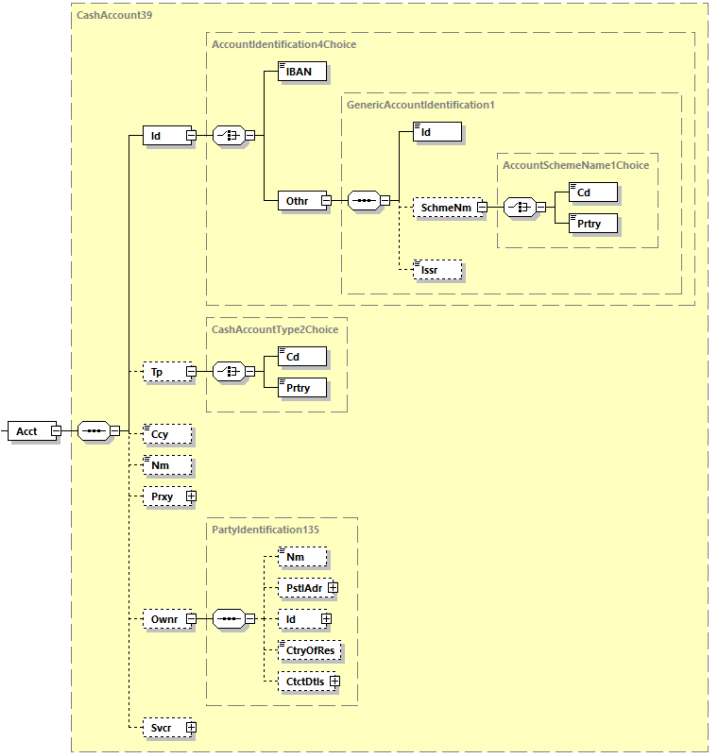 CashAccount39
AccountIdentification4Choice
IBAN
GenericAccountIdentification1
Id
Id
AccountSchemeName1Choice
Cd
Othr
SchmeNm
Prtry
Issr
CashAccountType2Choice
Cd
Tp
Prtry
Acct
Ccy
Nm
Prxy
PartyIdentification135
Nm
PstlAdr
Ownr
Id
CtryOfRes
CtctDtls
Svcr